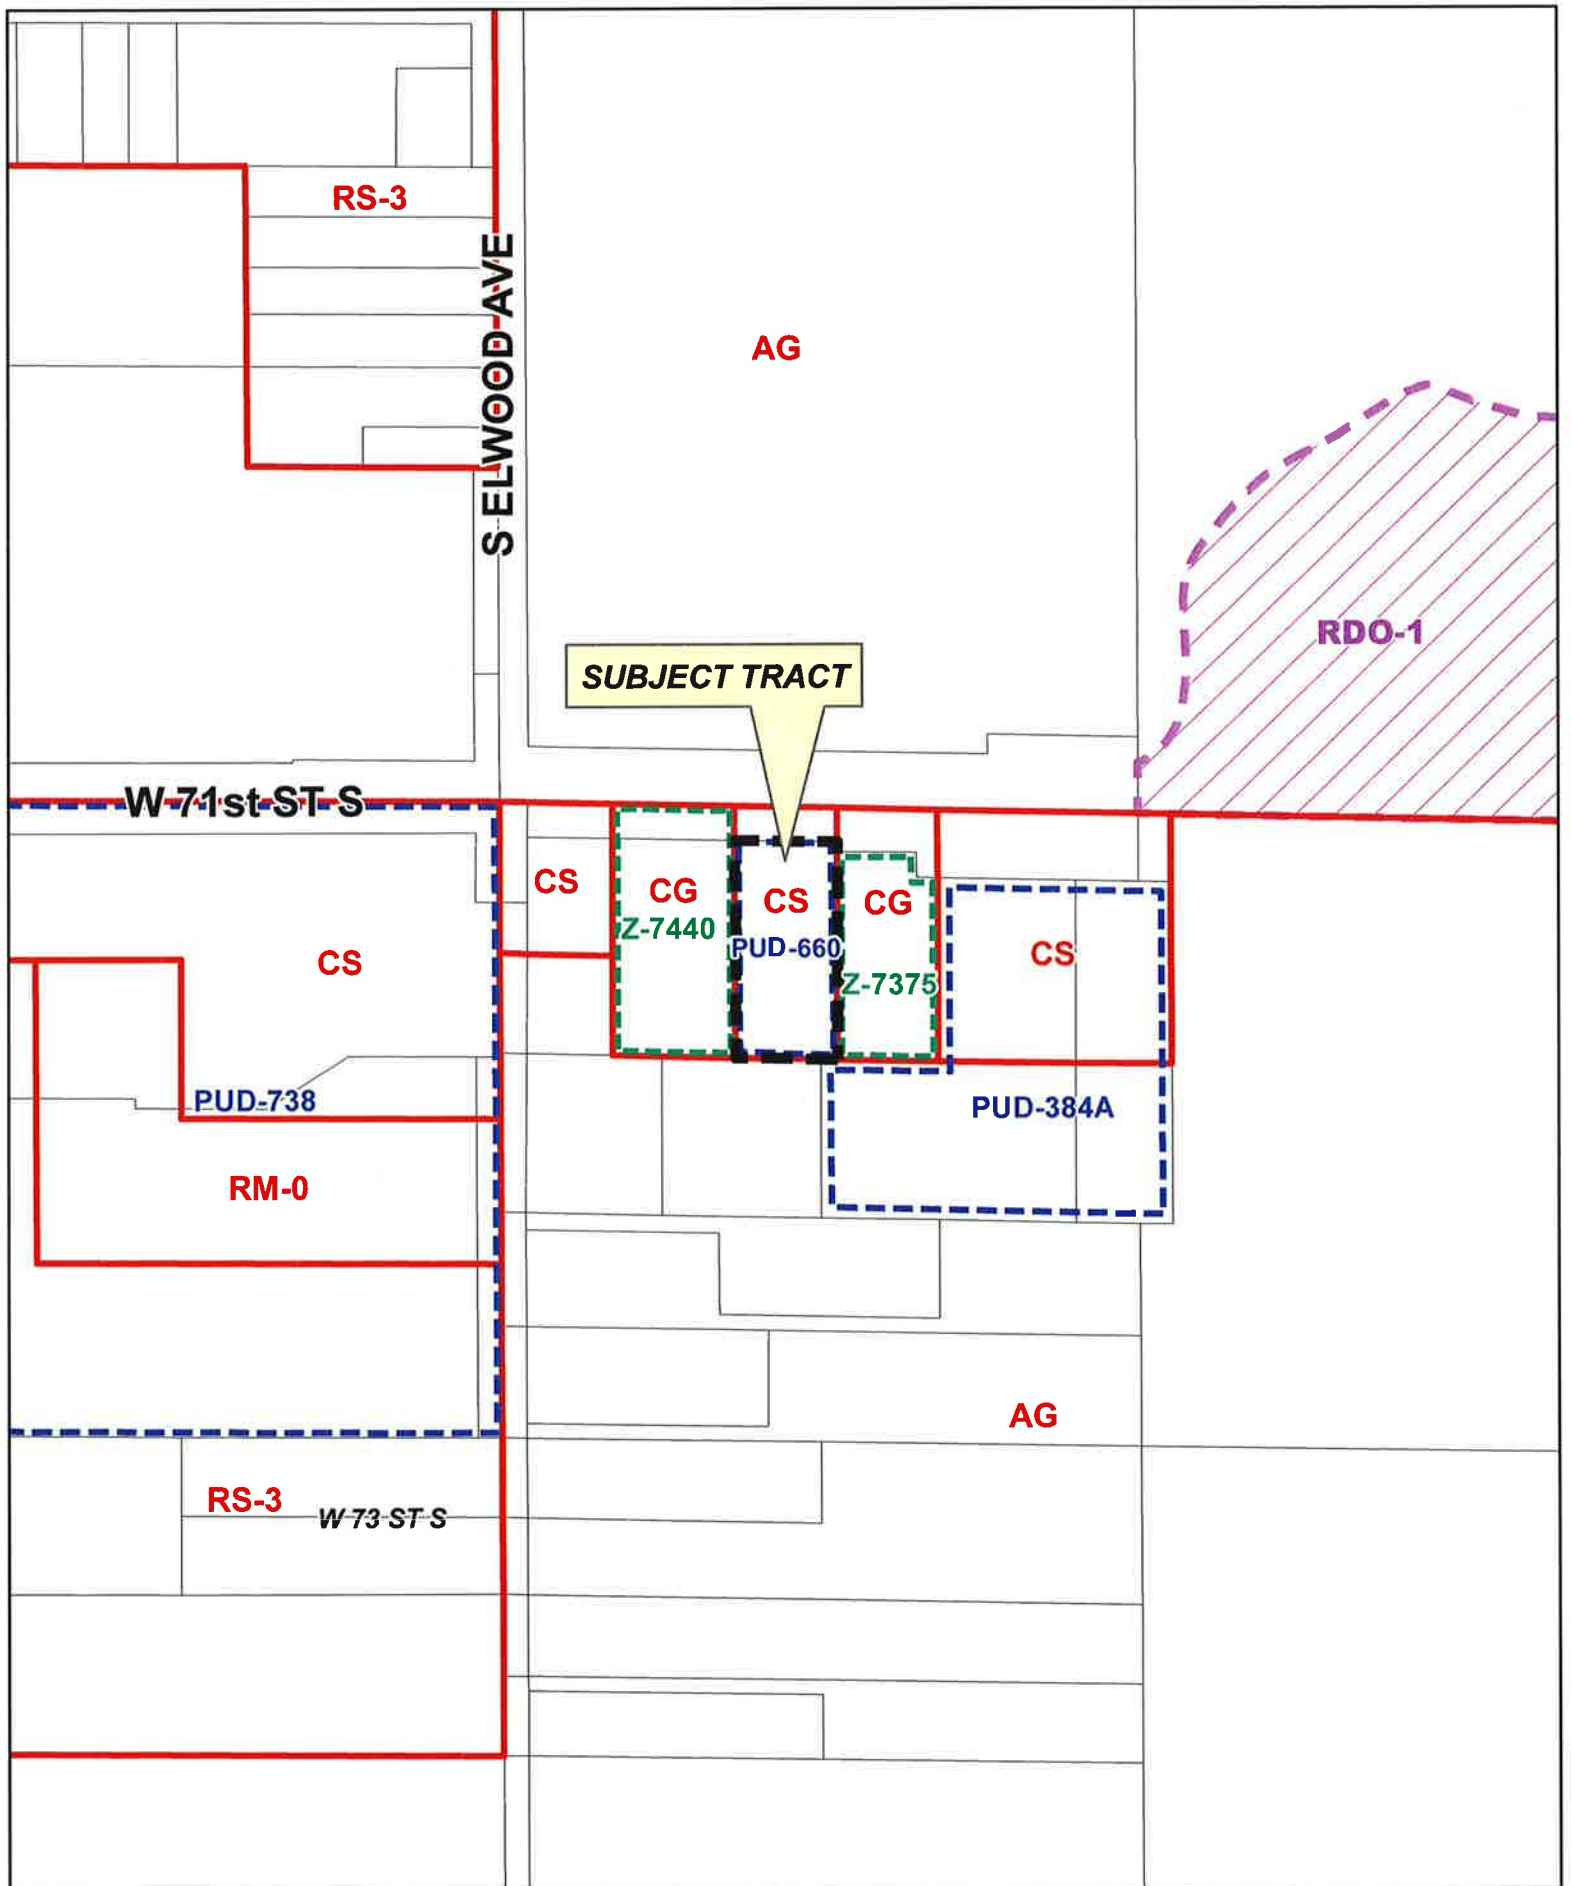 RS-3
S ELWOOD AVE
AG
RDO-1
SUBJECT TRACT
W 71st ST S
CS
CG
Z-7440
CS
PUD-660
CG
Z-7375
CS
CS
PUD-738
PUD-384A
RM-0
AG
RS-3
W 73 ST S